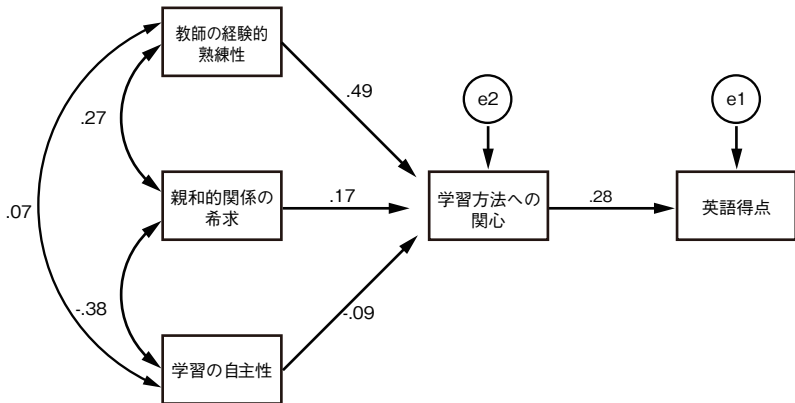 教師の経験的
熟練性
.49
e2
e1
.27
親和的関係の
希求
.17
学習方法への
関心
.28
英語得点
.07
-.38
-.09
学習の自主性